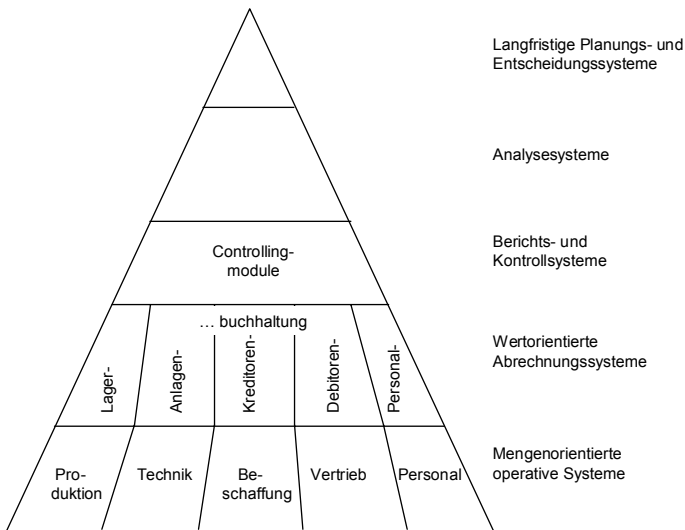 Langfristige Planungs- und
Entscheidungssysteme
Analysesysteme
Controlling-
module
Berichts- und
Kontrollsysteme
... buchhaltung
Lager-
Anlagen-
Kreditoren-
Debitoren-
Personal-
Wertorientierte
Abrechnungssysteme
Pro-
duktion
Technik
Be-
schaffung
Vertrieb
Personal
Mengenorientierte
operative Systeme